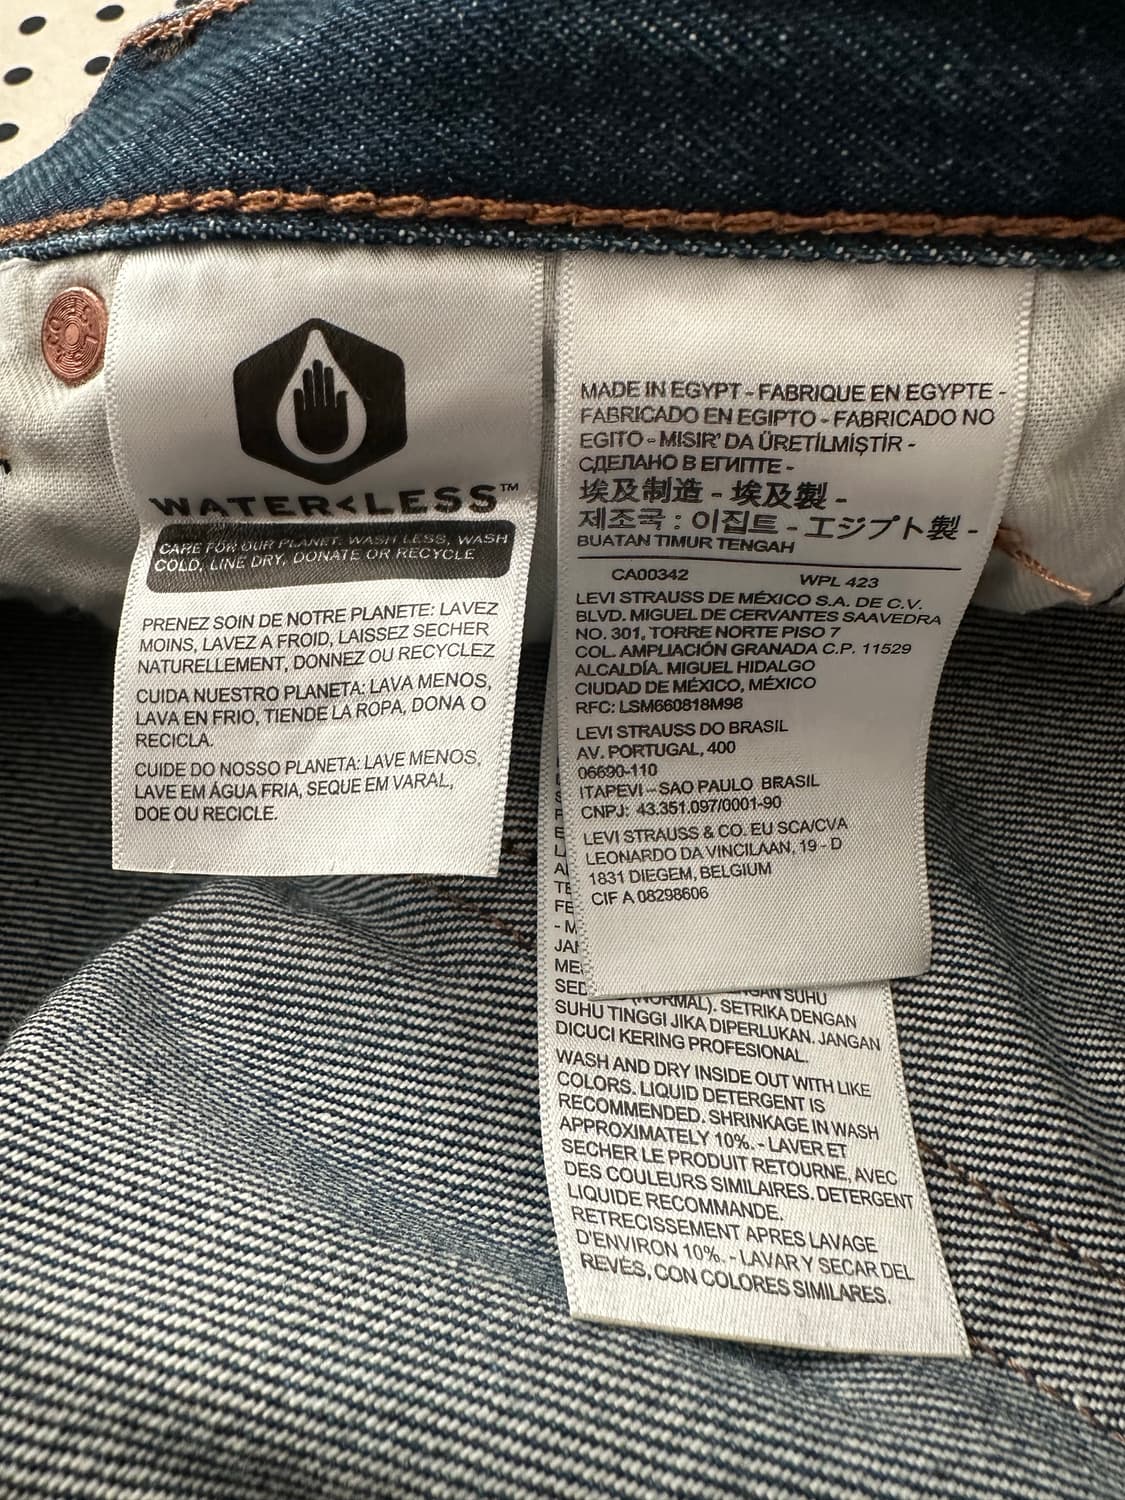 WATER<LESS™
CARE FOR OUR PLANET: WASH LESS, WASH
COLD, LINE DRY, DONATE OR RECYCLE
PRENEZ SOIN DE NOTRE PLANETE: LAVEZ
MOINS, LAVEZ A FROID, LAISSEZ SECHER
NATURELLEMENT, DONNEZ OU RECYCLEZ
CUIDA NUESTRO PLANETA: LAVA MENOS,
LAVA EN FRIO, TIENDE LA ROPA, DONA O
RECICLA.
CUIDE DO NOSSO PLANETA: LAVE MENOS,
LAVE EM ÁGUA FRIA, SEQUE EM VARAL,
DOE OU RECICLE.
MADE IN EGYPT - FABRIQUE EN EGYPTE -
FABRICADO EN EGIPTO - FABRICADO NO
EGITO - MISIR' DA ÜRETİLMİŞTİR -
СДЕЛАНО В ЕГИПТЕ -
埃及制造 - 埃及製 -
제조국 : 이집트 - エジプト製 -
BUATAN TIMUR TENGAH
CA00342 WPL 423
LEVI STRAUSS DE MÉXICO S.A. DE C.V.
BLVD. MIGUEL DE CERVANTES SAAVEDRA
NO. 301, TORRE NORTE PISO 7
COL. AMPLIACIÓN GRANADA C.P. 11529
ALCALDÍA. MIGUEL HIDALGO
CIUDAD DE MÉXICO, MÉXICO
RFC: LSM660818M98
LEVI STRAUSS DO BRASIL
AV. PORTUGAL, 400
06690-110
ITAPEVI - SAO PAULO BRASIL
CNPJ: 43.351.097/0001-90
LEVI STRAUSS & CO. EU SCA/CVA
LEONARDO DA VINCILAAN, 19 - D
1831 DIEGEM, BELGIUM
CIF A 08298606
SUHU
(NORMAL). SETRIKA DENGAN
SUHU TINGGI JIKA DIPERLUKAN. JANGAN
DICUCI KERING PROFESIONAL.
WASH AND DRY INSIDE OUT WITH LIKE
COLORS. LIQUID DETERGENT IS
RECOMMENDED. SHRINKAGE IN WASH
APPROXIMATELY 10%. - LAVER ET
SECHER LE PRODUIT RETOURNE, AVEC
DES COULEURS SIMILAIRES. DETERGENT
LIQUIDE RECOMMANDE.
RETRECISSEMENT APRES LAVAGE
D'ENVIRON 10%. - LAVAR Y SECAR DEL
REVÉS, CON COLORES SIMILARES.